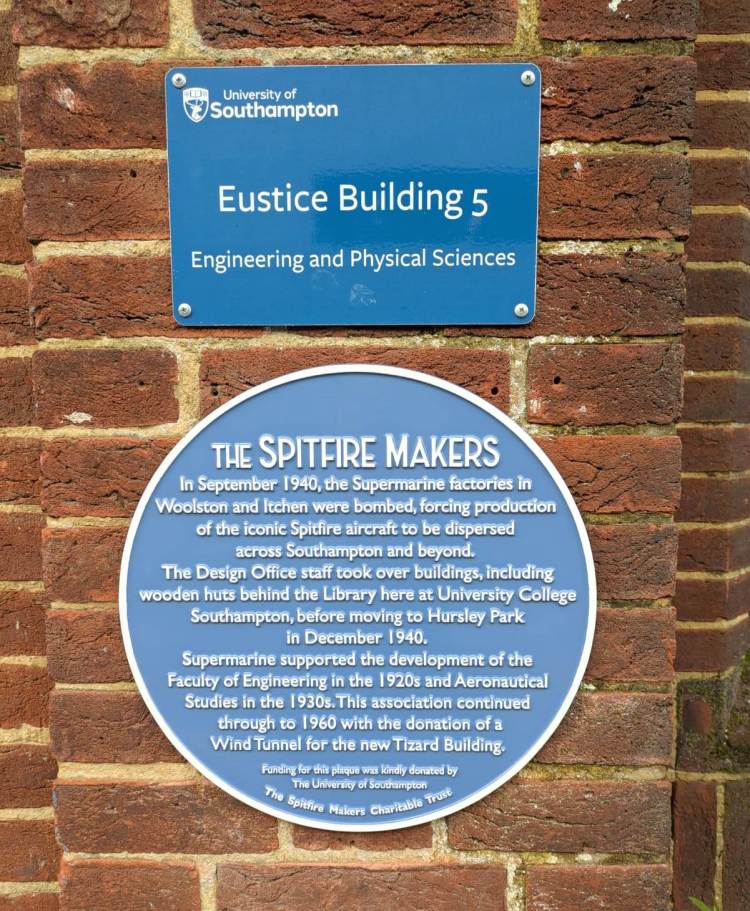 University of
Southampton
Eustice Building 5
Engineering and Physical Sciences
THE SPITFIRE MAKERS
In September 1940, the Supermarine factories in
Woolston and Itchen were bombed, forcing production
of the iconic Spitfire aircraft to be dispersed
across Southampton and beyond.
The Design Office staff took over buildings, including
wooden huts behind the Library here at University College
Southampton, before moving to Hursley Park
in December 1940.
Supermarine supported the development of the
Faculty of Engineering in the 1920s and Aeronautical
Studies in the 1930s. This association continued
through to 1960 with the donation of a
Wind Tunnel for the new Tizard Building.
Funding for this plaque was kindly donated by
The University of Southampton
The Spitfire Makers Charitable Trust